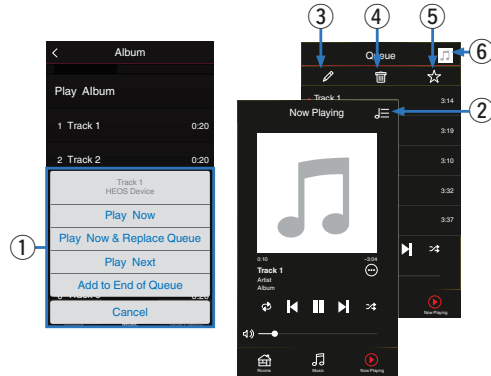 ③ ④ ⑤
Album
Play Album
1 Track 1 0:20
2 Track 2 0:20
Track 1
HEOS Device
Play Now
Play Now & Replace Queue
Play Next
Add to End of Queue
Cancel
①
Queue
⑥
Track 1 3:14
3:19
3:10
3:32
3:37
Now Playing
②
Now Playing
0:10 -3:04
Track 1
Artist
Album
Rooms Music Now Playing